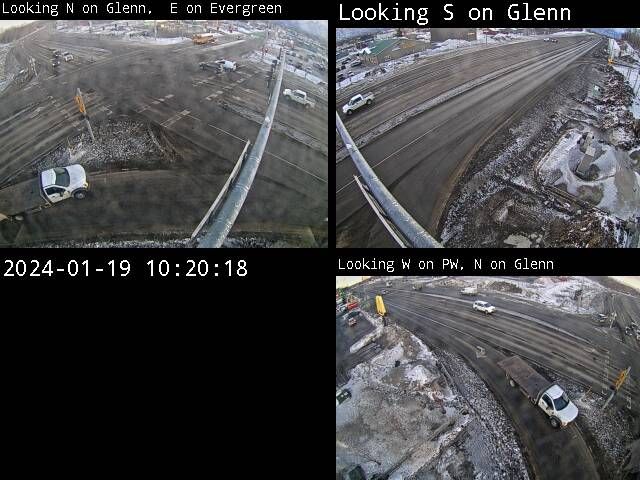 Looking N on Glenn,  E on Evergreen
Looking S on Glenn
2024-01-19 10:20:18
Looking W on PW, N on Glenn